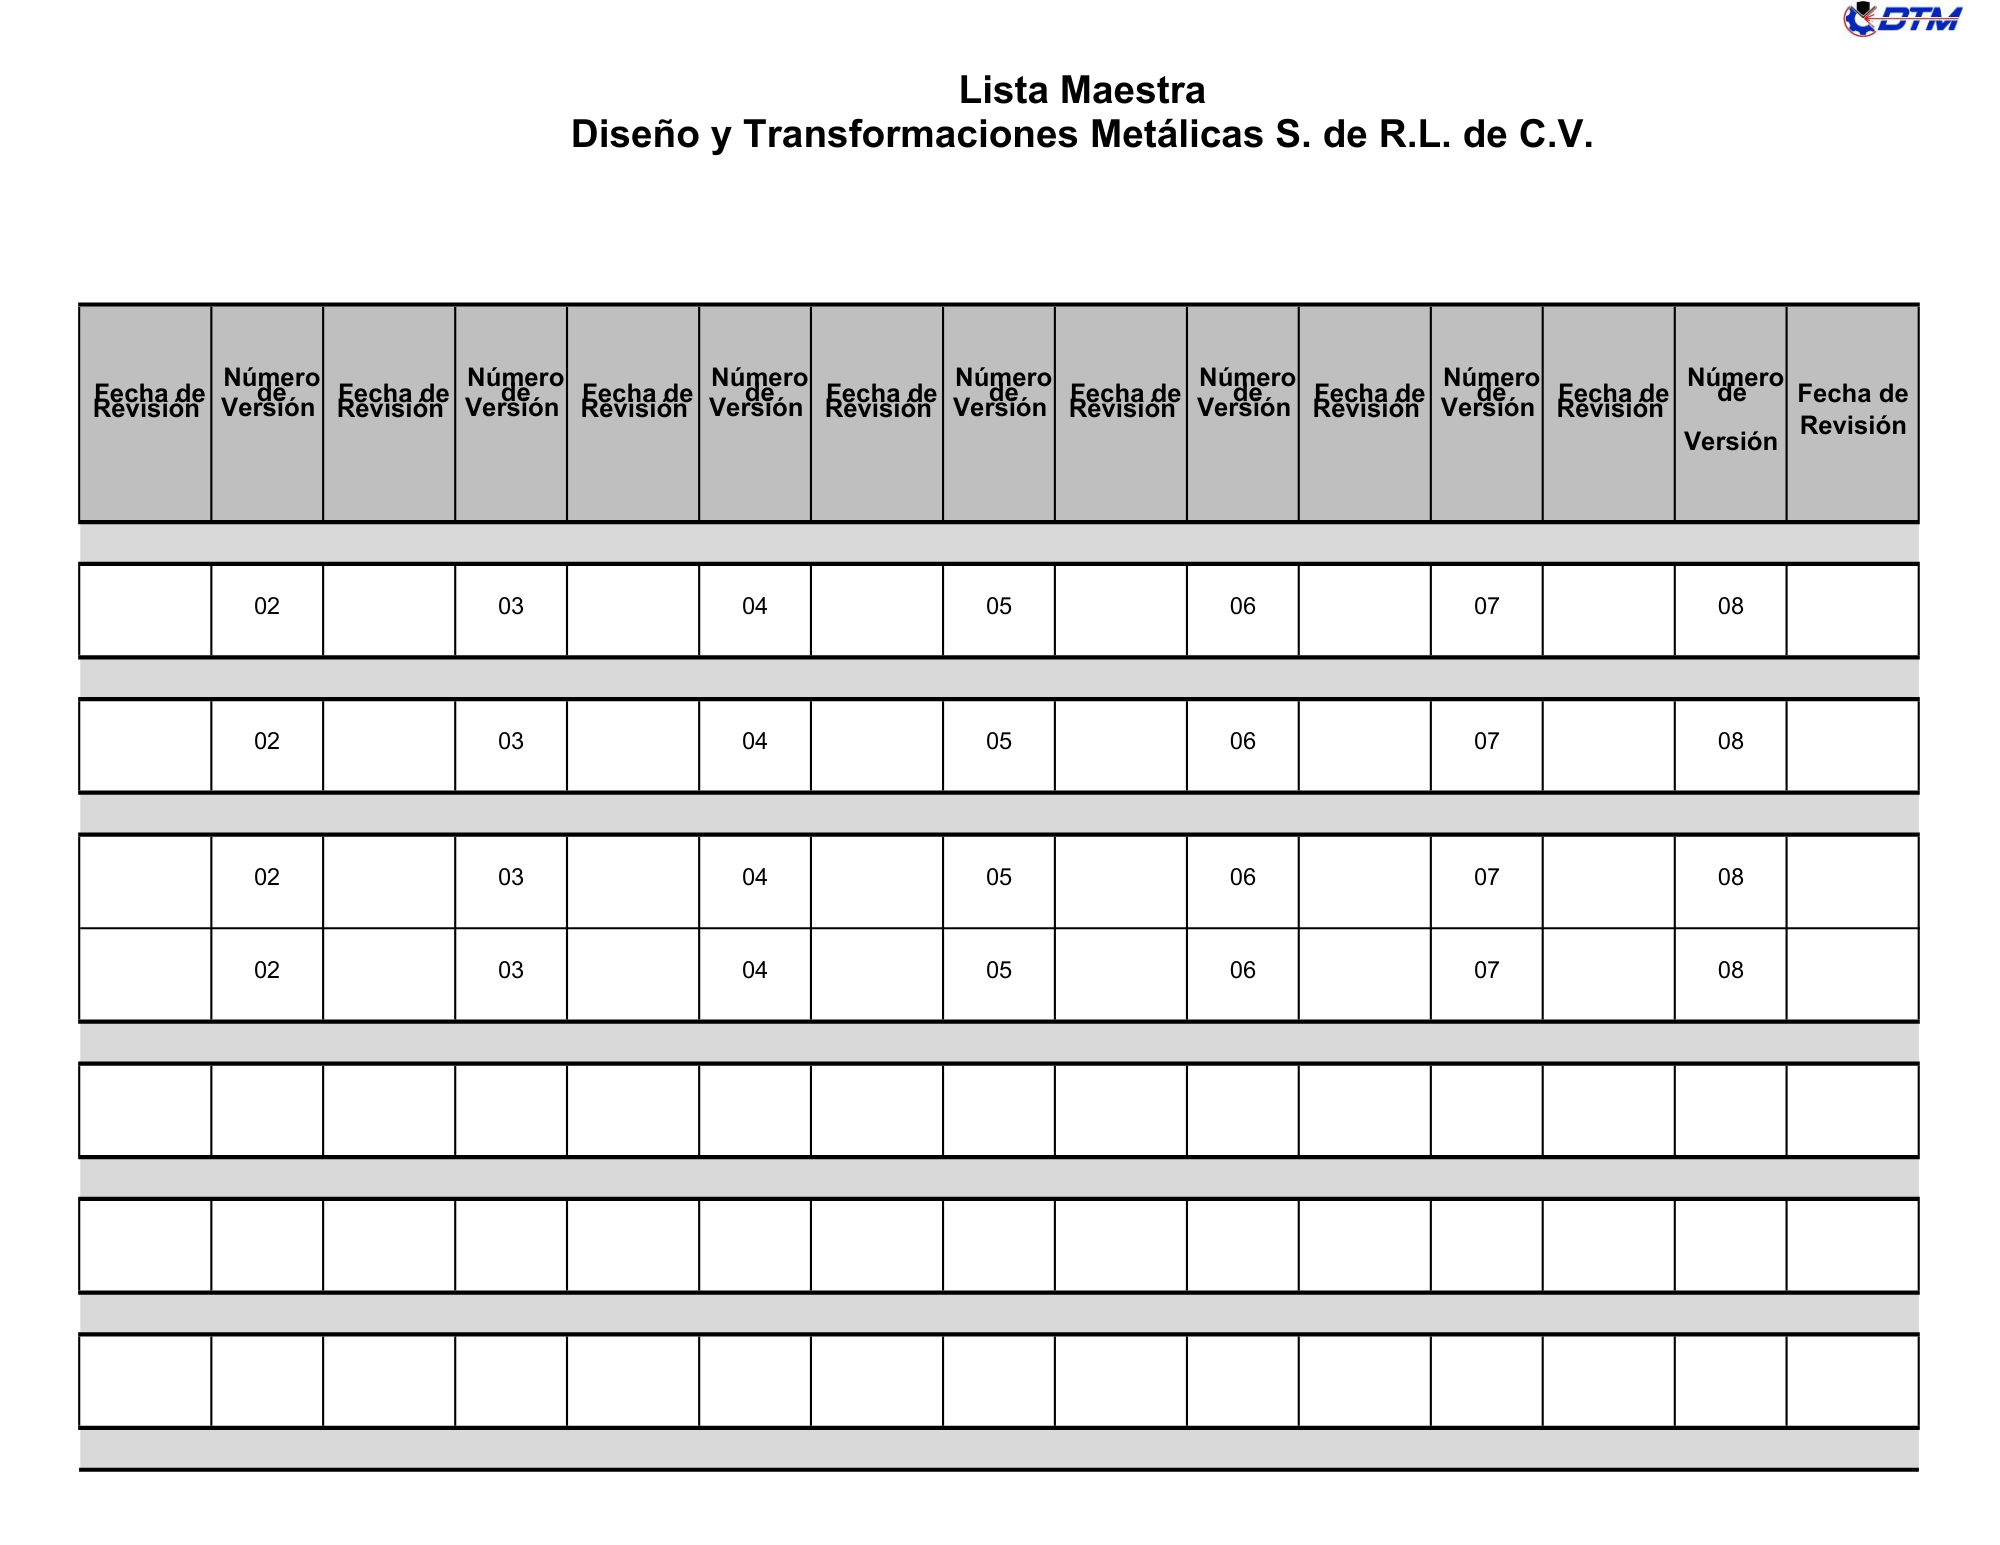 DTM
Lista Maestra
Diseño y Transformaciones Metálicas S. de R.L. de C.V.
Fecha de Revisión Número de Versión Fecha de Revisión Número de Versión Fecha de Revisión Número de Versión Fecha de Revisión Número de Versión Fecha de Revisión Número de Versión Fecha de Revisión Número de Versión Fecha de Revisión Número de Versión Fecha de Revisión
02 03 04 05 06 07 08
02 03 04 05 06 07 08
02 03 04 05 06 07 08
02 03 04 05 06 07 08